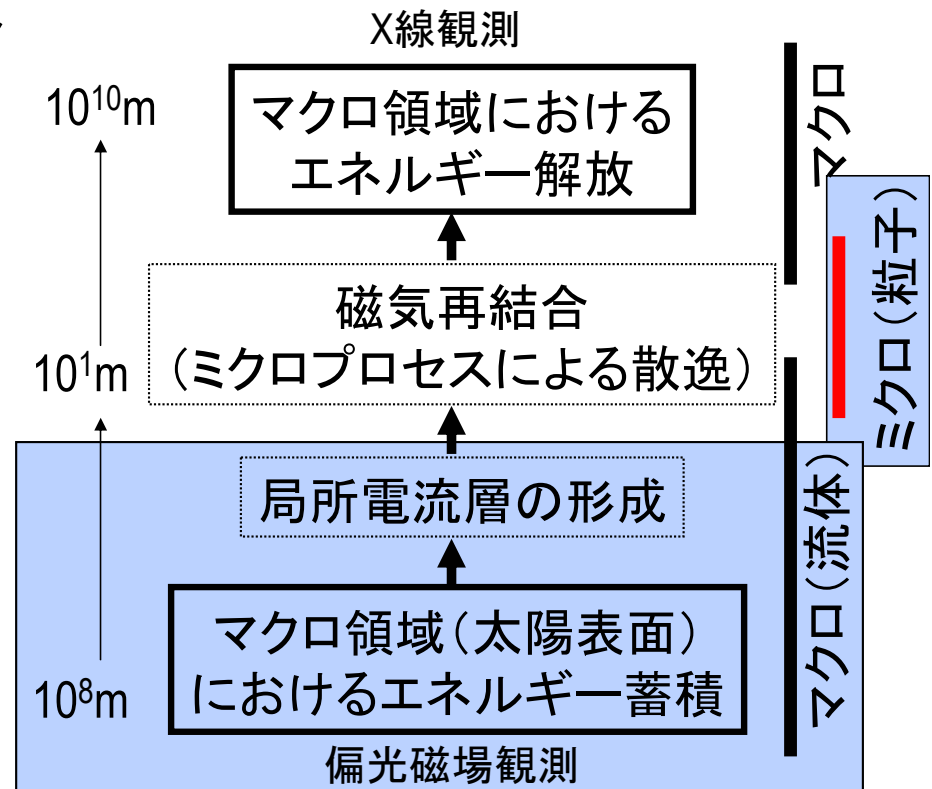 X線観測
10¹⁰m
マクロ領域における
エネルギー解放
マクロ
磁気再結合
(ミクロプロセスによる散逸)
10¹m
ミクロ(粒子)
局所電流層の形成
マクロ領域(太陽表面)
におけるエネルギー蓄積
10⁸m
マクロ(流体)
偏光磁場観測